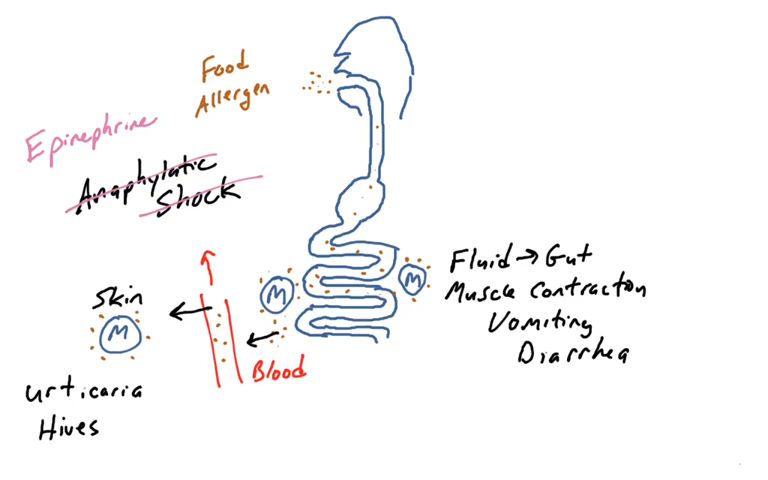 Food
Allergen
Epinephrine
Anaphylatic
Shock
Fluid → Gut
Muscle Contraction
Vomiting
Diarrhea
M
M
Skin
M
Blood
Urticaria
Hives